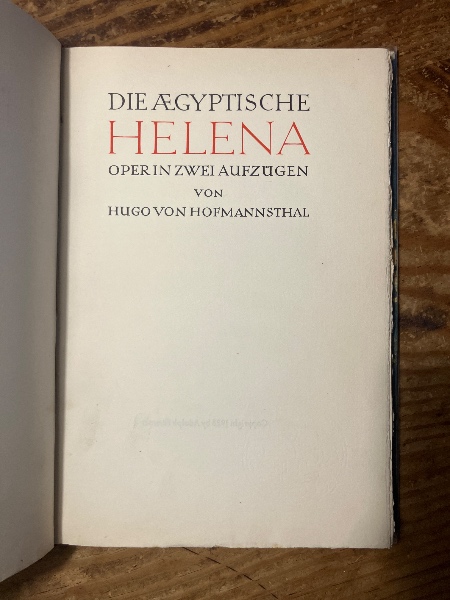 DIE ÆGYPTISCHE
HELENA
OPER IN ZWEI AUFZÜGEN
VON
HUGO VON HOFMANNSTHAL